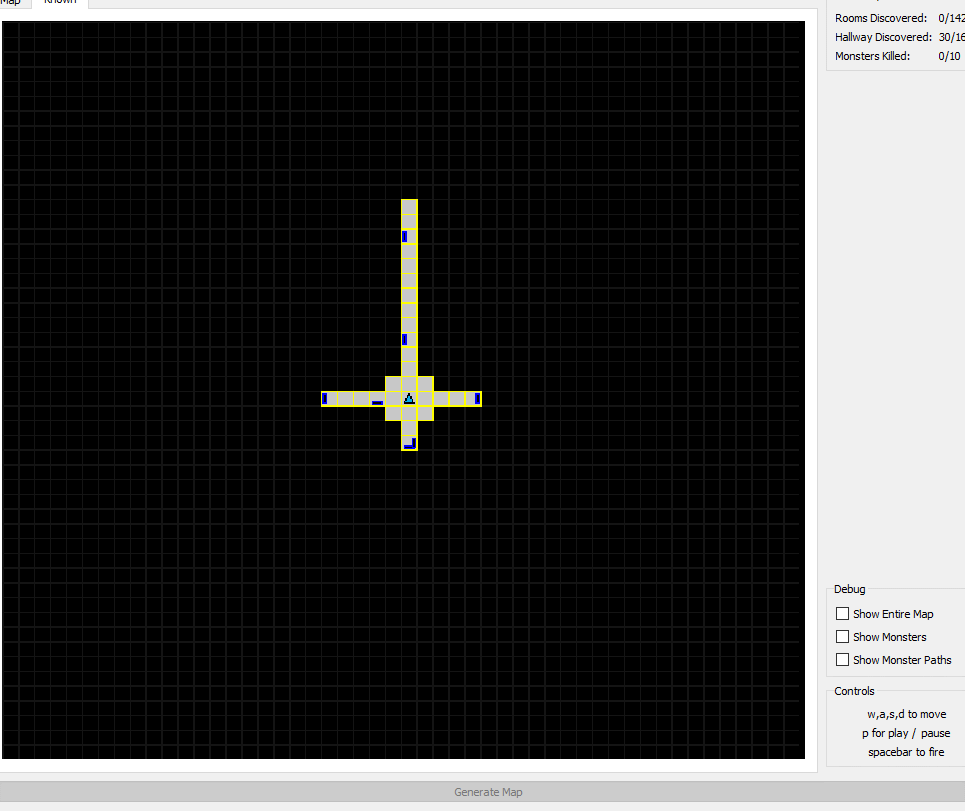 Map
Known
Rooms Discovered: 0/142
Hallway Discovered: 30/16
Monsters Killed: 0/10
Debug
Show Entire Map
Show Monsters
Show Monster Paths
Controls
w,a,s,d to move
p for play / pause
spacebar to fire
Generate Map